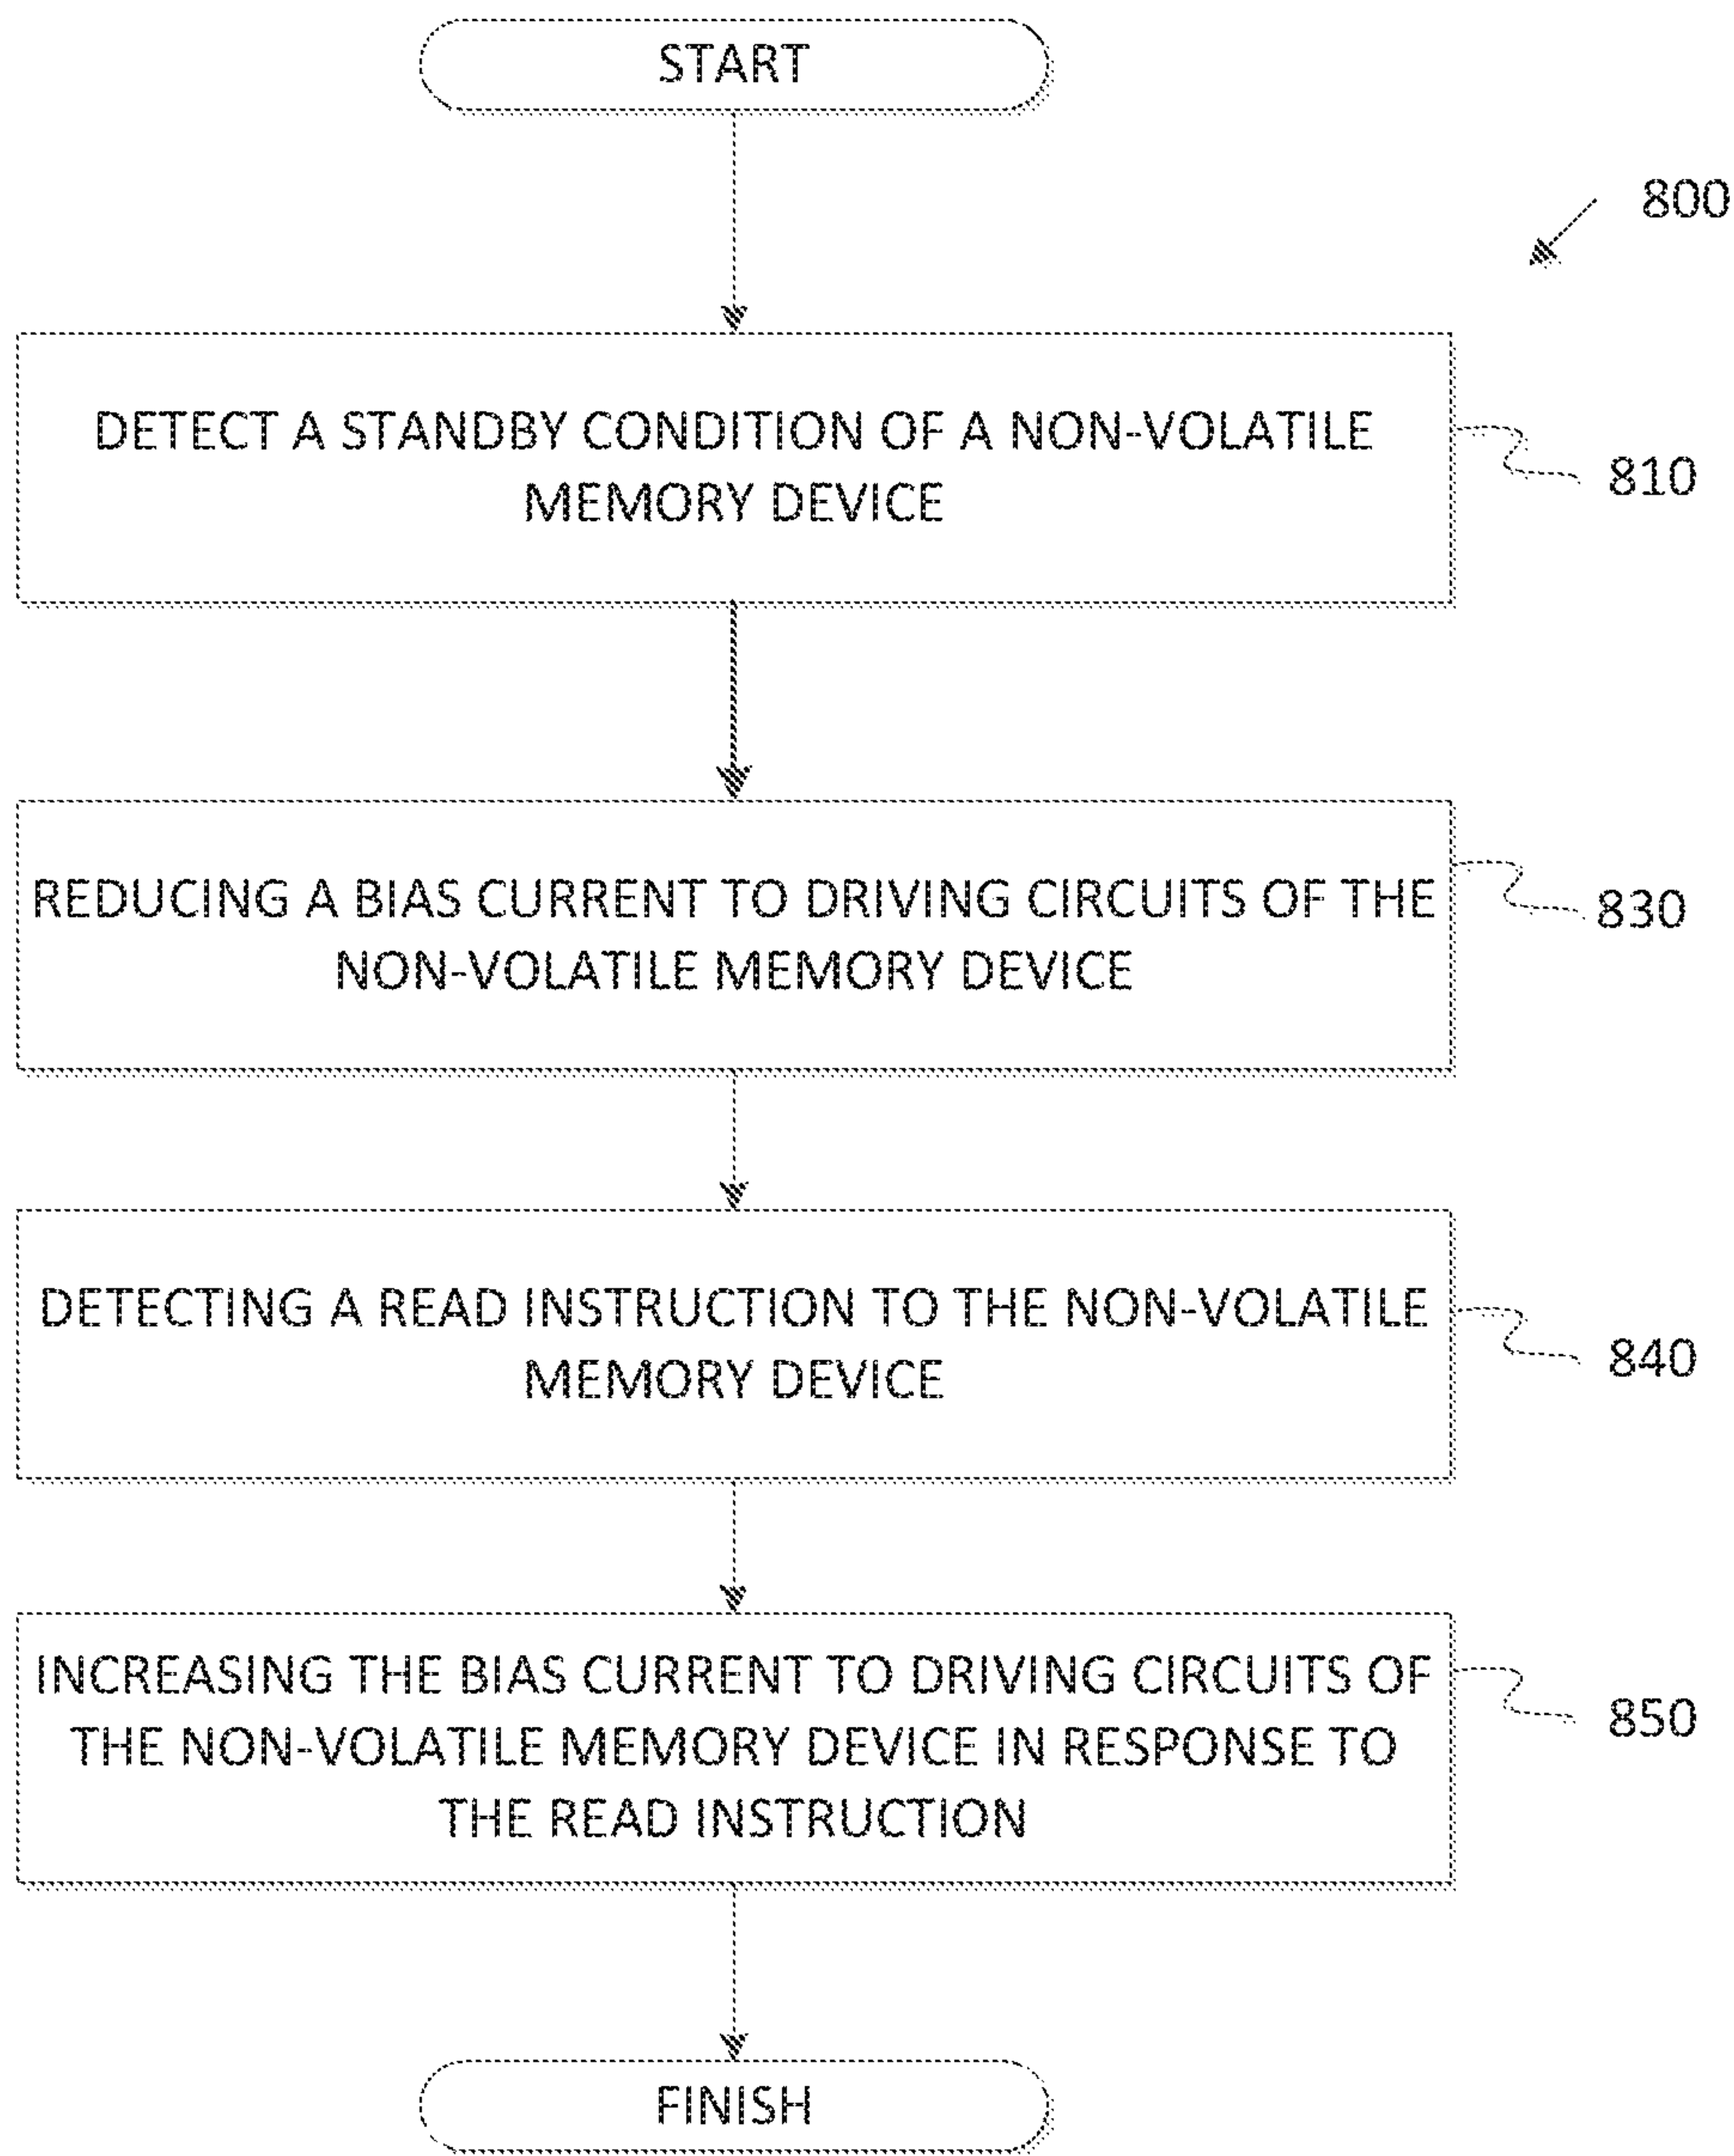 START
800
DETECT A STANDBY CONDITION OF A NON-VOLATILE
MEMORY DEVICE
810
REDUCING A BIAS CURRENT TO DRIVING CIRCUITS OF THE
NON-VOLATILE MEMORY DEVICE
830
DETECTING A READ INSTRUCTION TO THE NON-VOLATILE
MEMORY DEVICE
840
INCREASING THE BIAS CURRENT TO DRIVING CIRCUITS OF
THE NON-VOLATILE MEMORY DEVICE IN RESPONSE TO
THE READ INSTRUCTION
850
FINISH